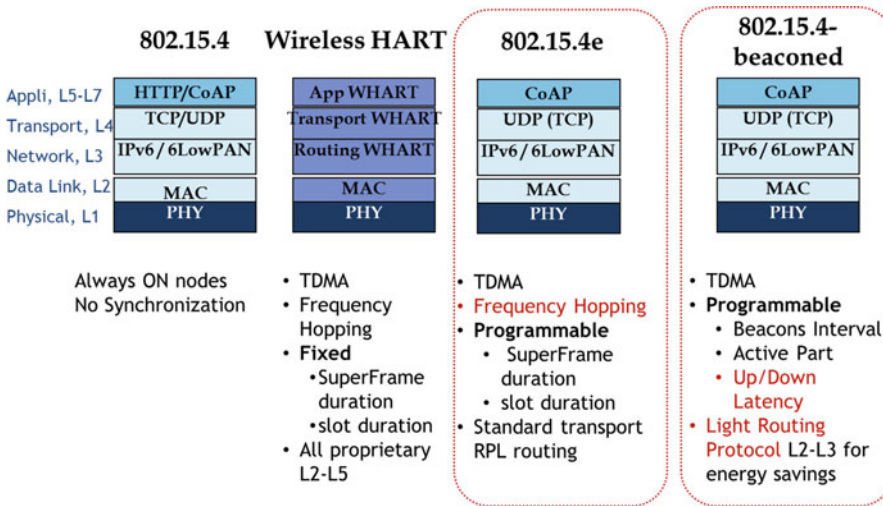 802.15.4
Wireless HART
802.15.4e
802.15.4-
beaconed
Appli, L5-L7
Transport, L4
Network, L3
Data Link, L2
Physical, L1
HTTP/CoAP
TCP/UDP
IPv6/6LowPAN
MAC
PHY
App WHART
Transport WHART
Routing WHART
MAC
PHY
CoAP
UDP (TCP)
IPv6/6LowPAN
MAC
PHY
CoAP
UDP (TCP)
IPv6/6LowPAN
MAC
PHY
Always ON nodes
No Synchronization
• TDMA
• Frequency
Hopping
• Fixed
•SuperFrame
duration
•slot duration
• All proprietary
L2-L5
• TDMA
• Frequency Hopping
• Programmable
• SuperFrame
duration
• slot duration
• Standard transport
RPL routing
• TDMA
• Programmable
• Beacons Interval
• Active Part
• Up/Down
Latency
• Light Routing
Protocol L2-L3 for
energy savings